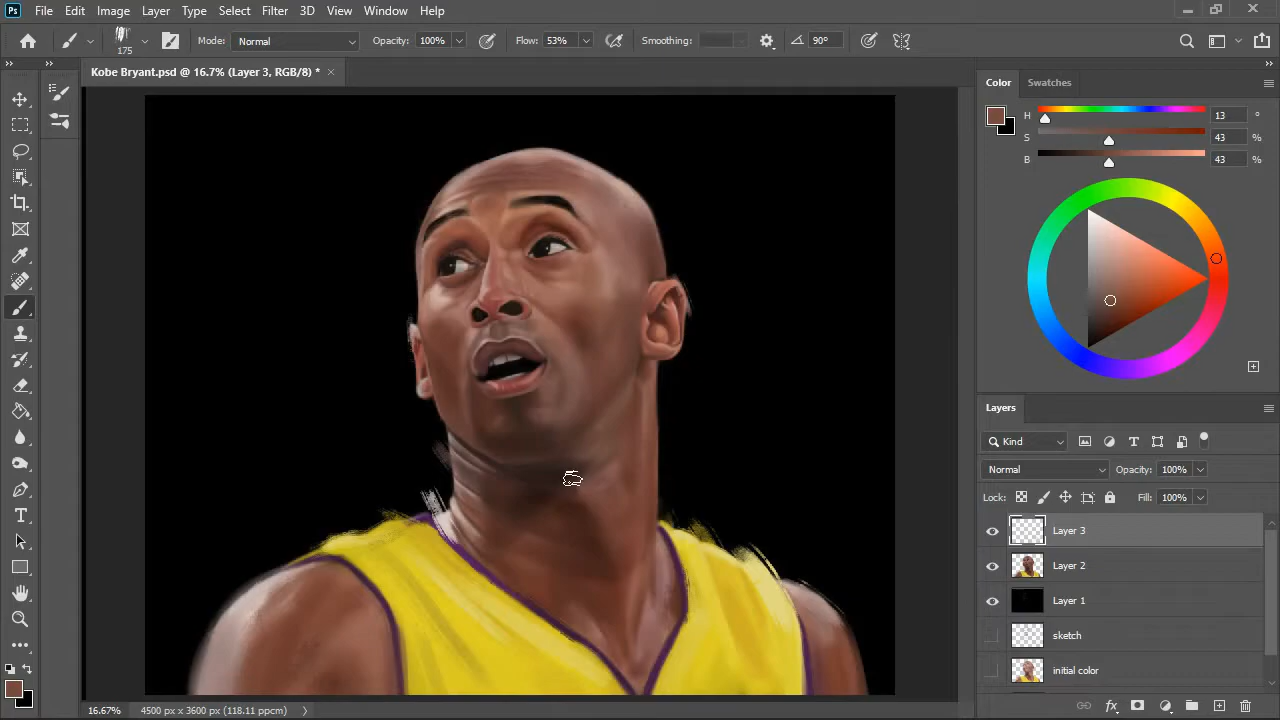 Ps File Edit Image Layer Type Select Filter 3D View Window Help
175 Mode: Normal Opacity: 100% Flow: 53% Smoothing: 90°
Kobe Bryant.psd @ 16.7% (Layer 3, RGB/8) * ×
Color Swatches
H 13 °
S 43 %
B 43 %
Layers
Kind
Normal Opacity: 100%
Lock: Fill: 100%
Layer 3
Layer 2
Layer 1
sketch
initial color
16.67% 4500 px x 3600 px (118.11 ppcm)